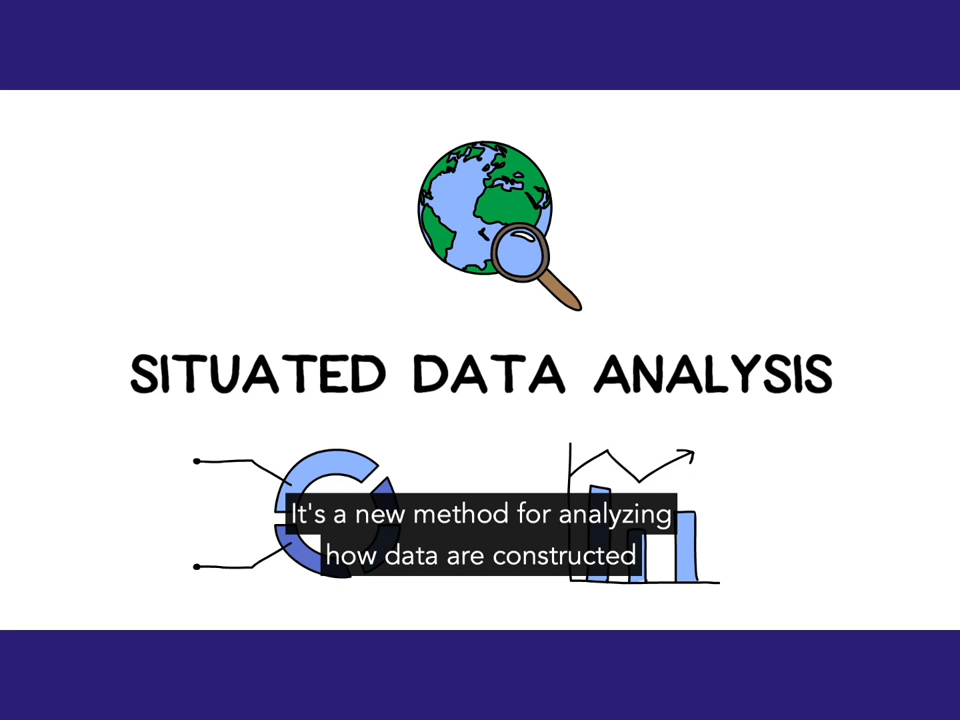 SITUATED DATA ANALYSIS
It's a new method for analyzing
how data are constructed